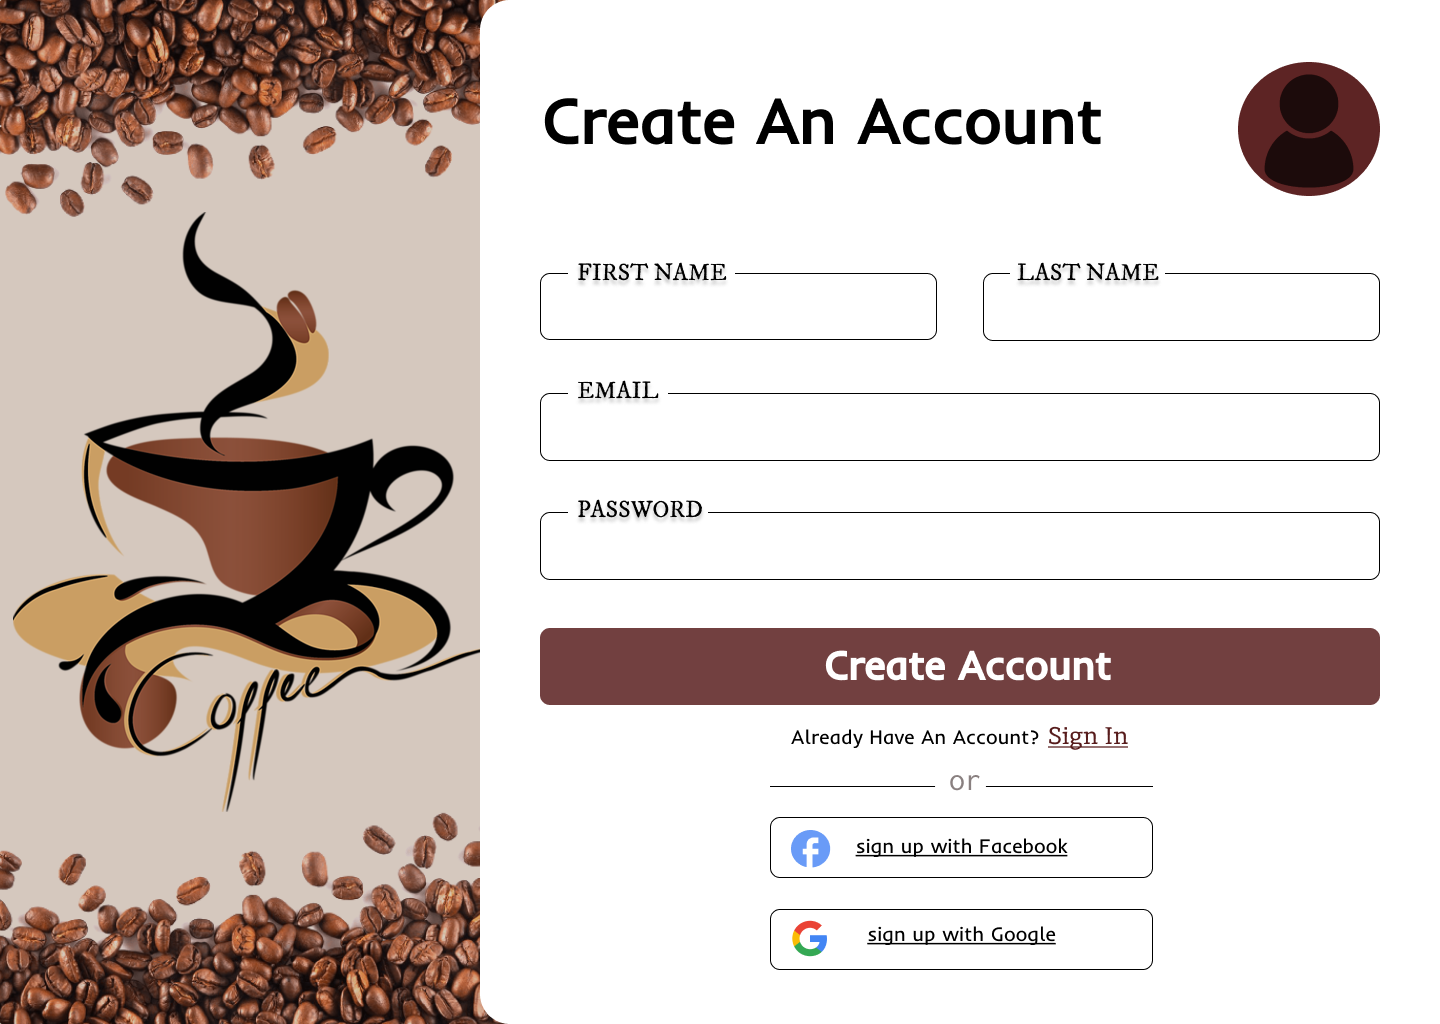 Create An Account
FIRST NAME
LAST NAME
EMAIL
PASSWORD
Create Account
Already Have An Account? Sign In
or
sign up with Facebook
sign up with Google
Coffee